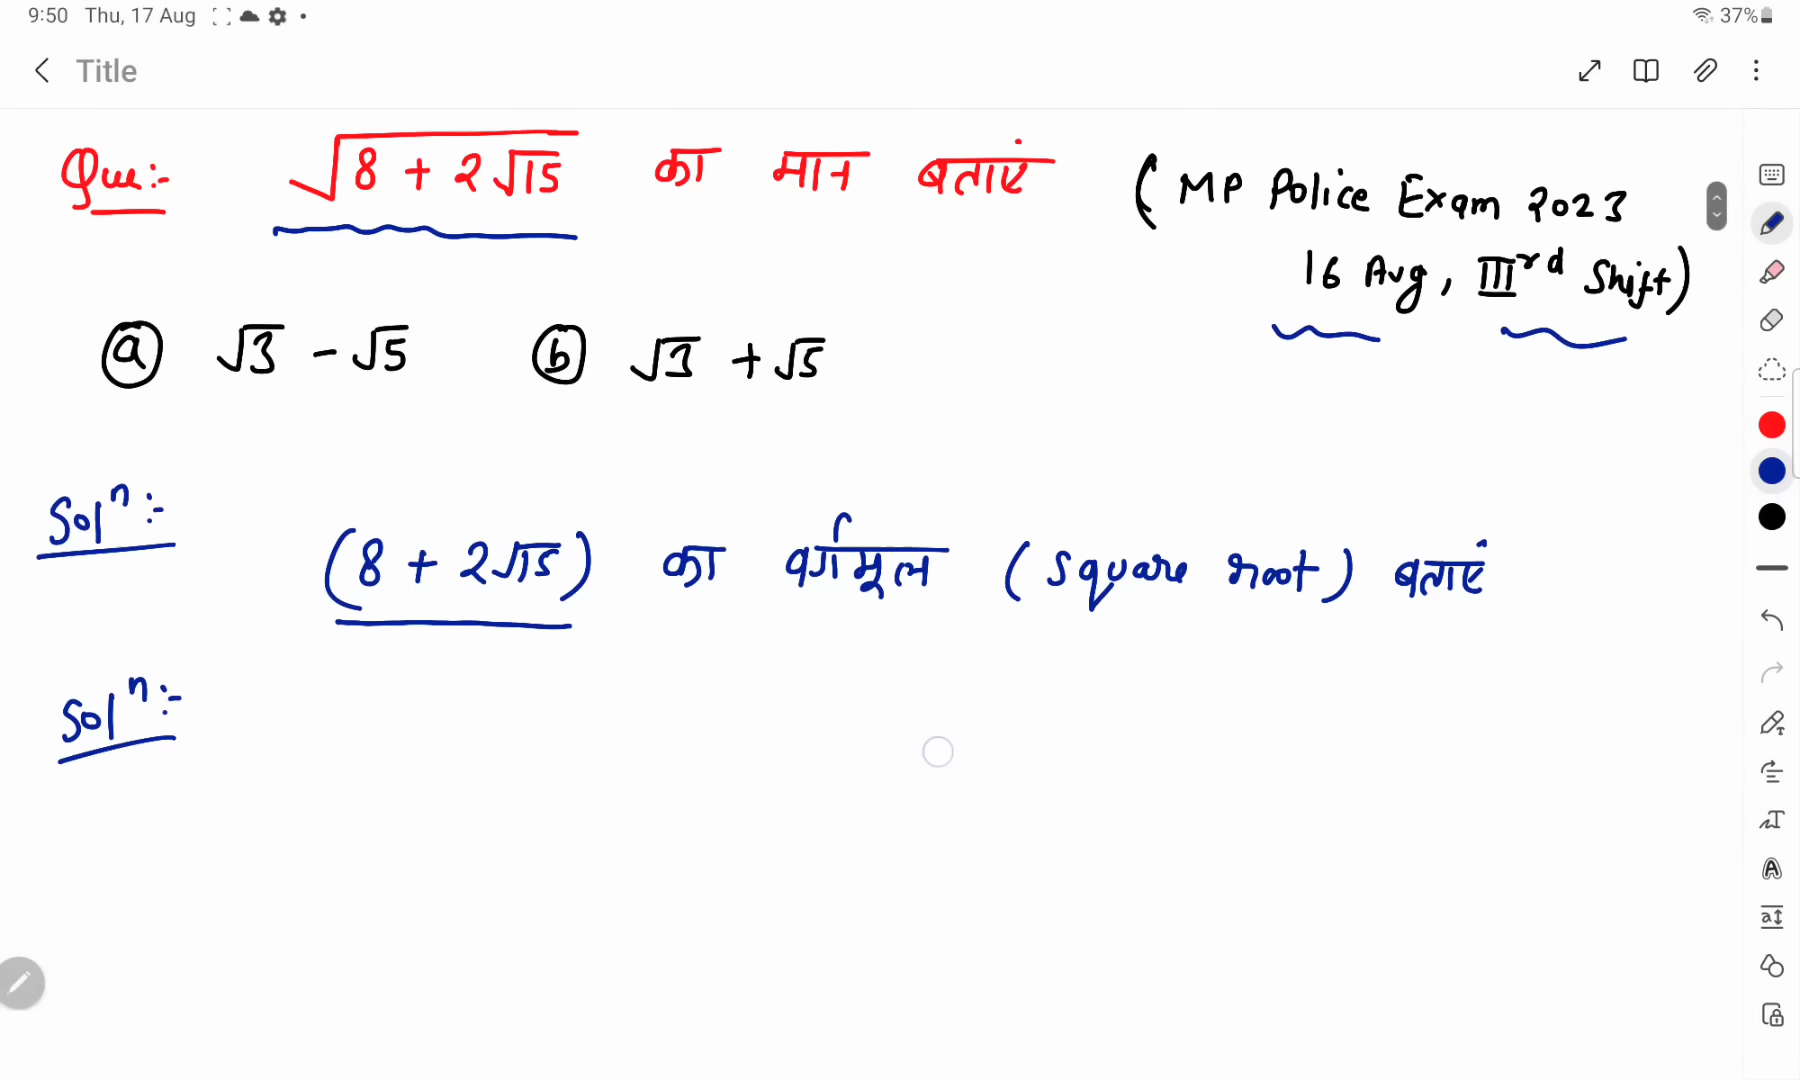 9:50 Thu, 17 Aug 37%
Title
Que:- √(8 + 2√15) का मान बताएं (MP Police Exam 2023
16 Aug, IIIrd Shift)
(a) √3 - √5 (b) √3 + √5
Solⁿ:-
(8 + 2√15) का वर्गमूल (square root) बताएं
Solⁿ:-